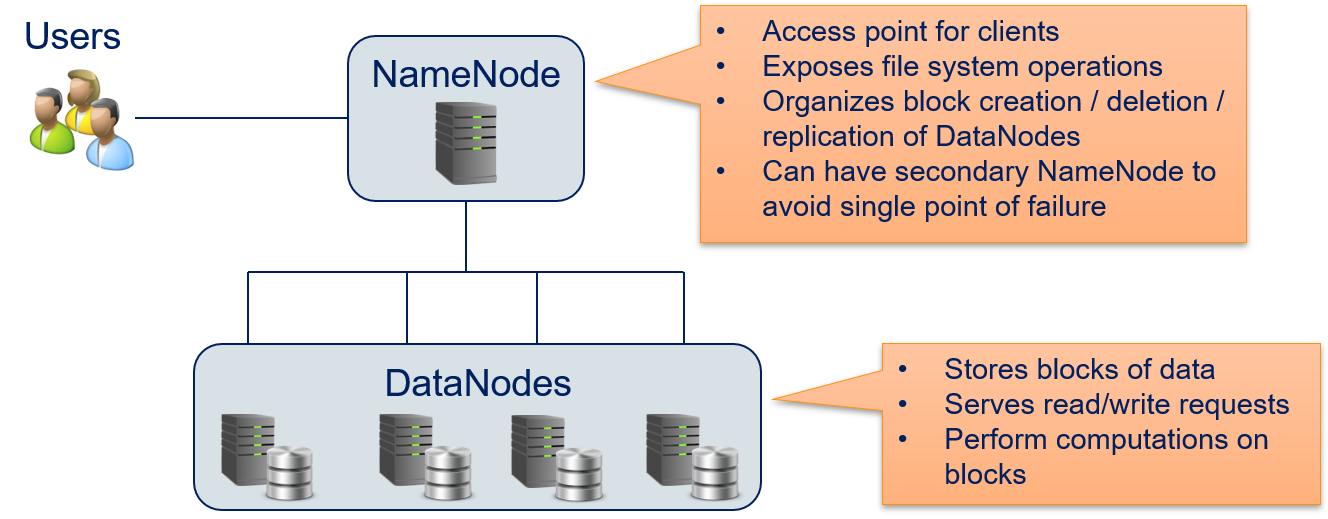 Users
NameNode
• Access point for clients
• Exposes file system operations
• Organizes block creation / deletion /
replication of DataNodes
• Can have secondary NameNode to
avoid single point of failure
DataNodes
• Stores blocks of data
• Serves read/write requests
• Perform computations on
blocks